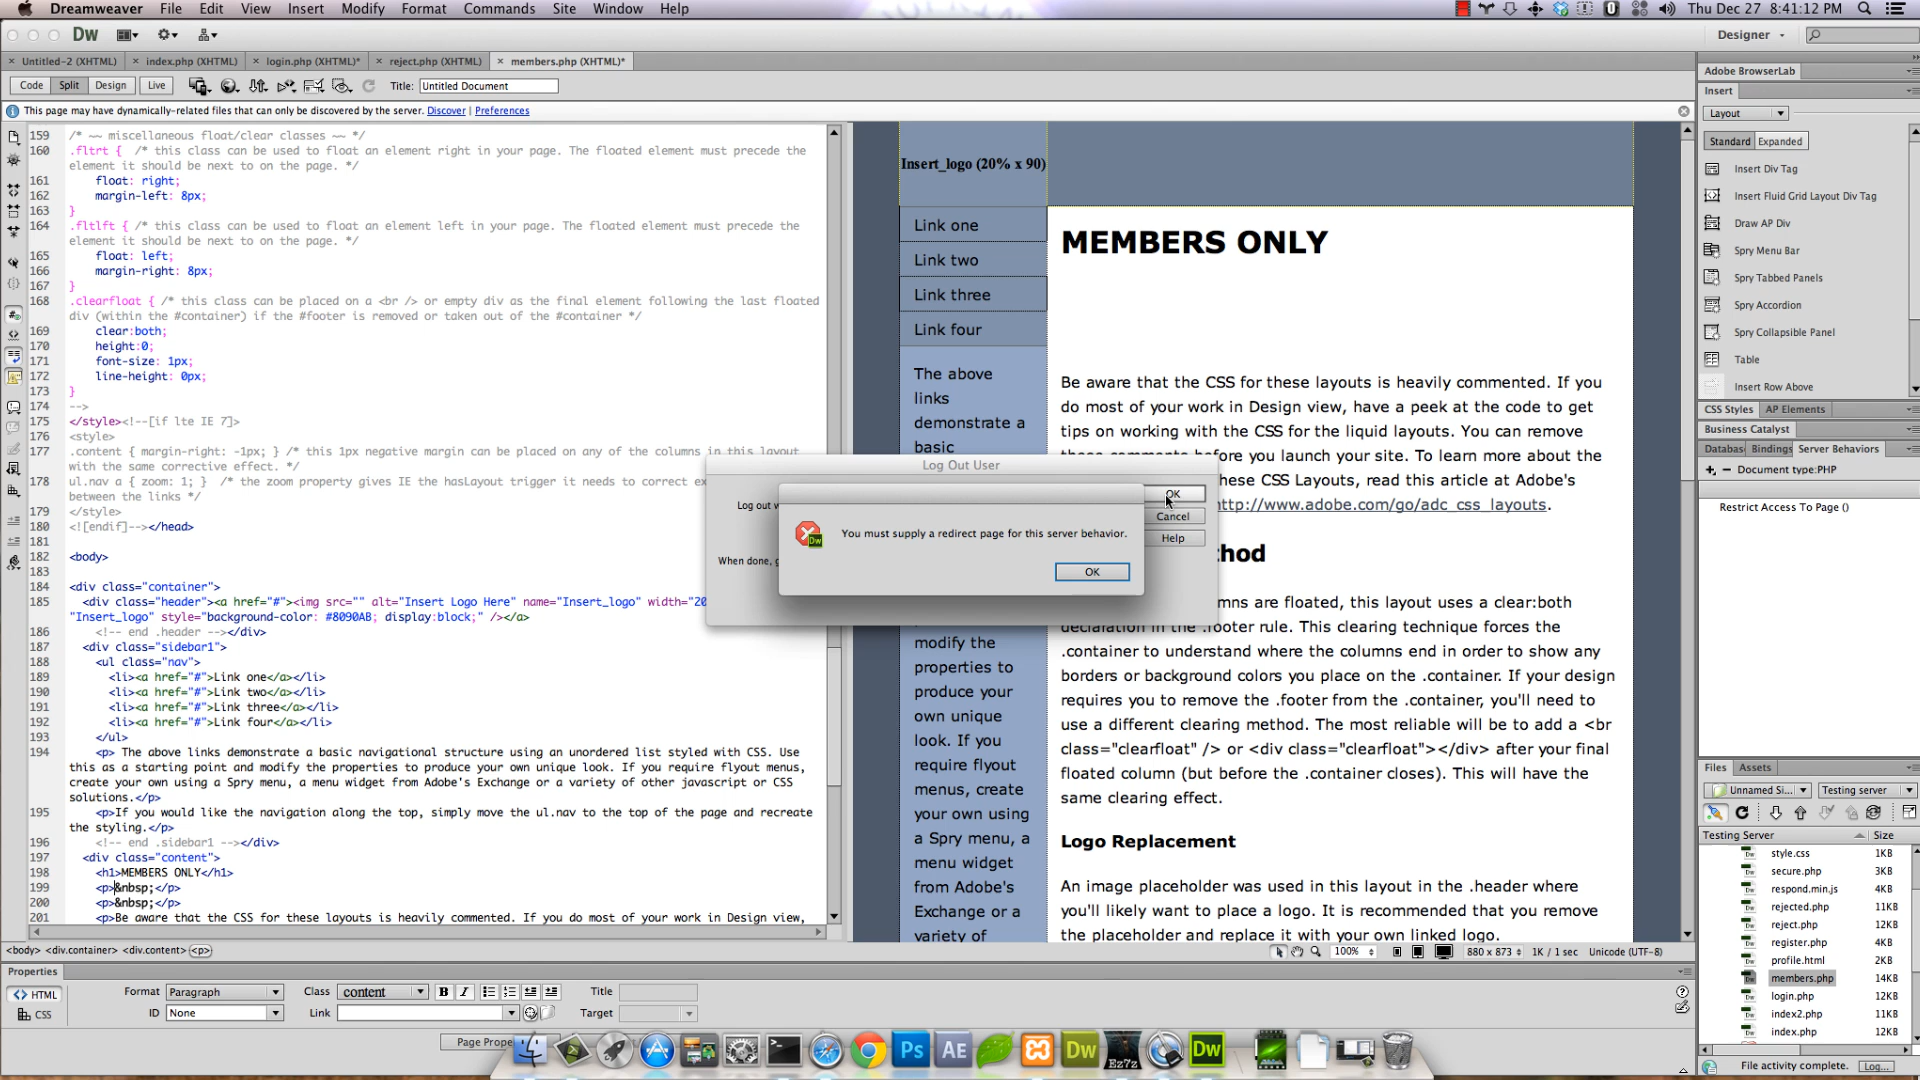 Dreamweaver File Edit View Insert Modify Format Commands Site Window Help
Thu Dec 27 8:41:12 PM
Dw
Designer
Untitled-2 (XHTML) index.php (XHTML) login.php (XHTML)* reject.php (XHTML) members.php (XHTML)*
Code Split Design Live Title: Untitled Document
This page may have dynamically-related files that can only be discovered by the server. Discover | Preferences
159 /* ~~ miscellaneous float/clear classes ~~ */
160 .fltrt { /* this class can be used to float an element right in your page. The floated element must precede the
element it should be next to on the page. */
161 float: right;
162 margin-left: 8px;
163 }
164 .fltlft { /* this class can be used to float an element left in your page. The floated element must precede the
element it should be next to on the page. */
165 float: left;
166 margin-right: 8px;
167 }
168 .clearfloat { /* this class can be placed on a <br /> or empty div as the final element following the last floated
div (within the #container) if the #footer is removed or taken out of the #container */
169 clear:both;
170 height:0;
171 font-size: 1px;
172 line-height: 0px;
173 }
174 -->
175 </style><!--[if lte IE 7]>
176 <style>
177 .content { margin-right: -1px; } /* this 1px negative margin can be placed on any of the columns in this layout
with the same corrective effect. */
178 ul.nav a { zoom: 1; } /* the zoom property gives IE the hasLayout trigger it needs to correct ex
between the links */
179 </style>
180 <![endif]--></head>
181
182 <body>
183
184 <div class="container">
185 <div class="header"><a href="#"><img src="" alt="Insert Logo Here" name="Insert_logo" width="20
"Insert_logo" style="background-color: #8090AB; display:block;" /></a>
186 <!-- end .header --></div>
187 <div class="sidebar1">
188 <ul class="nav">
189 <li><a href="#">Link one</a></li>
190 <li><a href="#">Link two</a></li>
191 <li><a href="#">Link three</a></li>
192 <li><a href="#">Link four</a></li>
193 </ul>
194 <p> The above links demonstrate a basic navigational structure using an unordered list styled with CSS. Use
this as a starting point and modify the properties to produce your own unique look. If you require flyout menus,
create your own using a Spry menu, a menu widget from Adobe's Exchange or a variety of other javascript or CSS
solutions.</p>
195 <p>If you would like the navigation along the top, simply move the ul.nav to the top of the page and recreate
the styling.</p>
196 <!-- end .sidebar1 --></div>
197 <div class="content">
198 <h1>MEMBERS ONLY</h1>
199 <p>&nbsp;</p>
200 <p>&nbsp;</p>
201 <p>Be aware that the CSS for these layouts is heavily commented. If you do most of your work in Design view,
Insert_logo (20% x 90)
Link one
Link two
Link three
Link four
The above
links
demonstrate a
basic
modify the
properties to
produce your
own unique
look. If you
require flyout
menus, create
your own using
a Spry menu, a
menu widget
from Adobe's
Exchange or a
variety of
MEMBERS ONLY
Be aware that the CSS for these layouts is heavily commented. If you
do most of your work in Design view, have a peek at the code to get
tips on working with the CSS for the liquid layouts. You can remove
these comments before you launch your site. To learn more about the
hese CSS Layouts, read this article at Adobe's
http://www.adobe.com/go/adc_css_layouts.
hod
mns are floated, this layout uses a clear:both
declaration in the .footer rule. This clearing technique forces the
.container to understand where the columns end in order to show any
borders or background colors you place on the .container. If your design
requires you to remove the .footer from the .container, you'll need to
use a different clearing method. The most reliable will be to add a <br
class="clearfloat" /> or <div class="clearfloat"></div> after your final
floated column (but before the .container closes). This will have the
same clearing effect.
Logo Replacement
An image placeholder was used in this layout in the .header where
you'll likely want to place a logo. It is recommended that you remove
the placeholder and replace it with your own linked logo.
Log Out User
Log out w
When done, g
OK
Cancel
Help
You must supply a redirect page for this server behavior.
Dw
OK
Adobe BrowserLab
Insert
Layout
Standard Expanded
Insert Div Tag
Insert Fluid Grid Layout Div Tag
Draw AP Div
Spry Menu Bar
Spry Tabbed Panels
Spry Accordion
Spry Collapsible Panel
Table
Insert Row Above
CSS Styles AP Elements
Business Catalyst
Databas Bindings Server Behaviors
+ − Document type:PHP
Restrict Access To Page ()
Files Assets
Unnamed Si... Testing server
Testing Server Size
style.css 1KB
secure.php 3KB
respond.min.js 4KB
rejected.php 11KB
reject.php 12KB
register.php 4KB
profile.html 2KB
members.php 14KB
login.php 12KB
index2.php 11KB
index.php 12KB
File activity complete. Log...
<body> <div.container> <div.content> <p>
100% 880 x 873 1K / 1 sec Unicode (UTF-8)
Properties
<> HTML Format Paragraph Class content B I Title
CSS ID None Link Target
Page Prope
Ps AE Dw Ez7z Dw